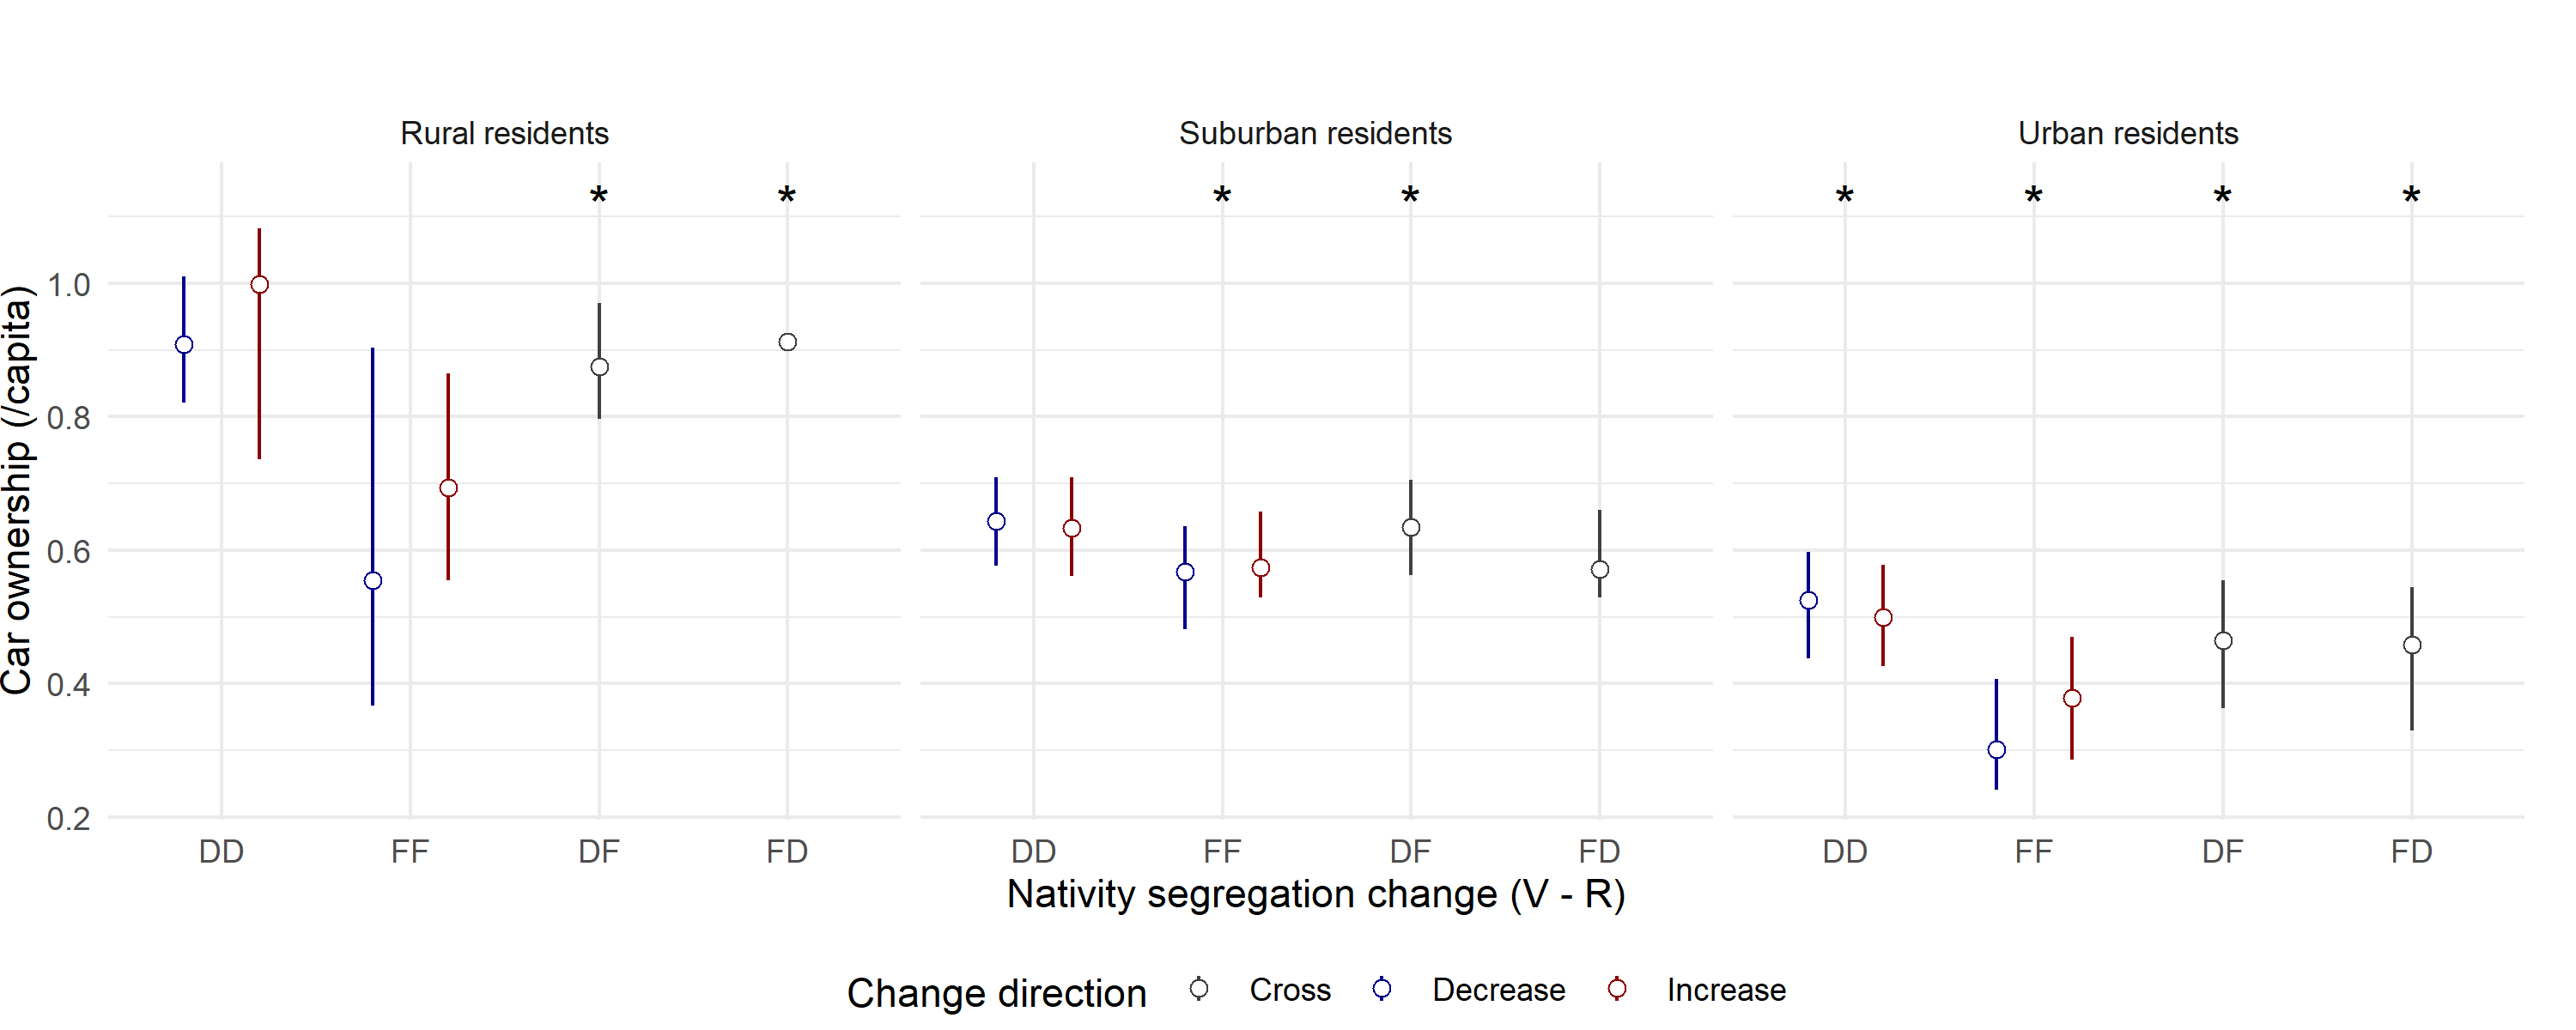 Rural residents Suburban residents Urban residents
* * * * * * * *
Car ownership (/capita)
1.0
0.8
0.6
0.4
0.2
DD FF DF FD DD FF DF FD DD FF DF FD
Nativity segregation change (V - R)
Change direction Cross Decrease Increase